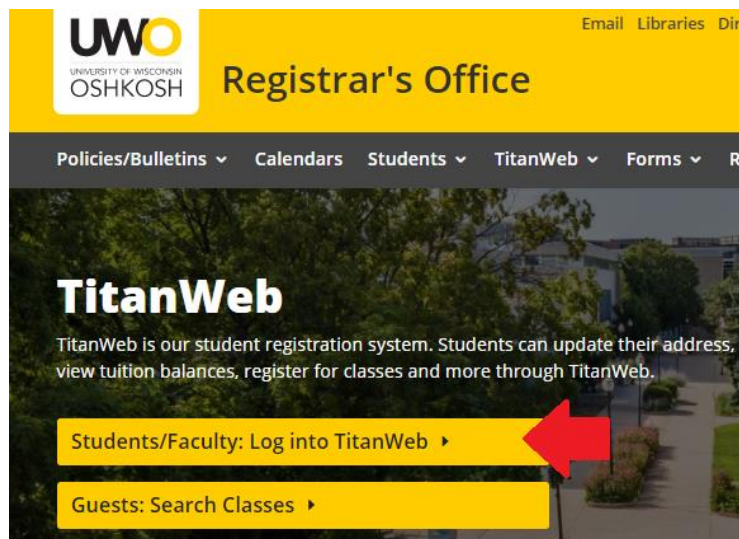 UWO
UNIVERSITY OF WISCONSIN
OSHKOSH
Email Libraries
Registrar's Office
Policies/Bulletins Calendars Students TitanWeb Forms
TitanWeb
TitanWeb is our student registration system. Students can update their address,
view tuition balances, register for classes and more through TitanWeb.
Students/Faculty: Log into TitanWeb
Guests: Search Classes